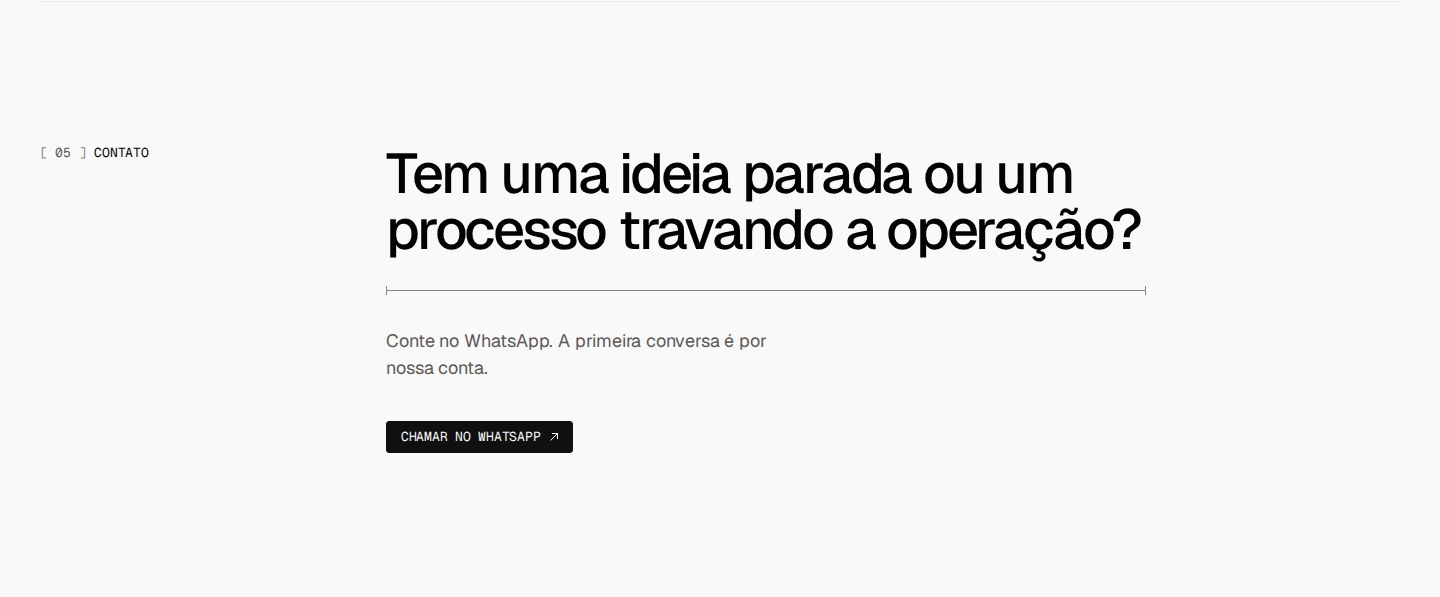 [ 05 ] CONTATO
Tem uma ideia parada ou um
processo travando a operação?
Conte no WhatsApp. A primeira conversa é por
nossa conta.
CHAMAR NO WHATSAPP ↗